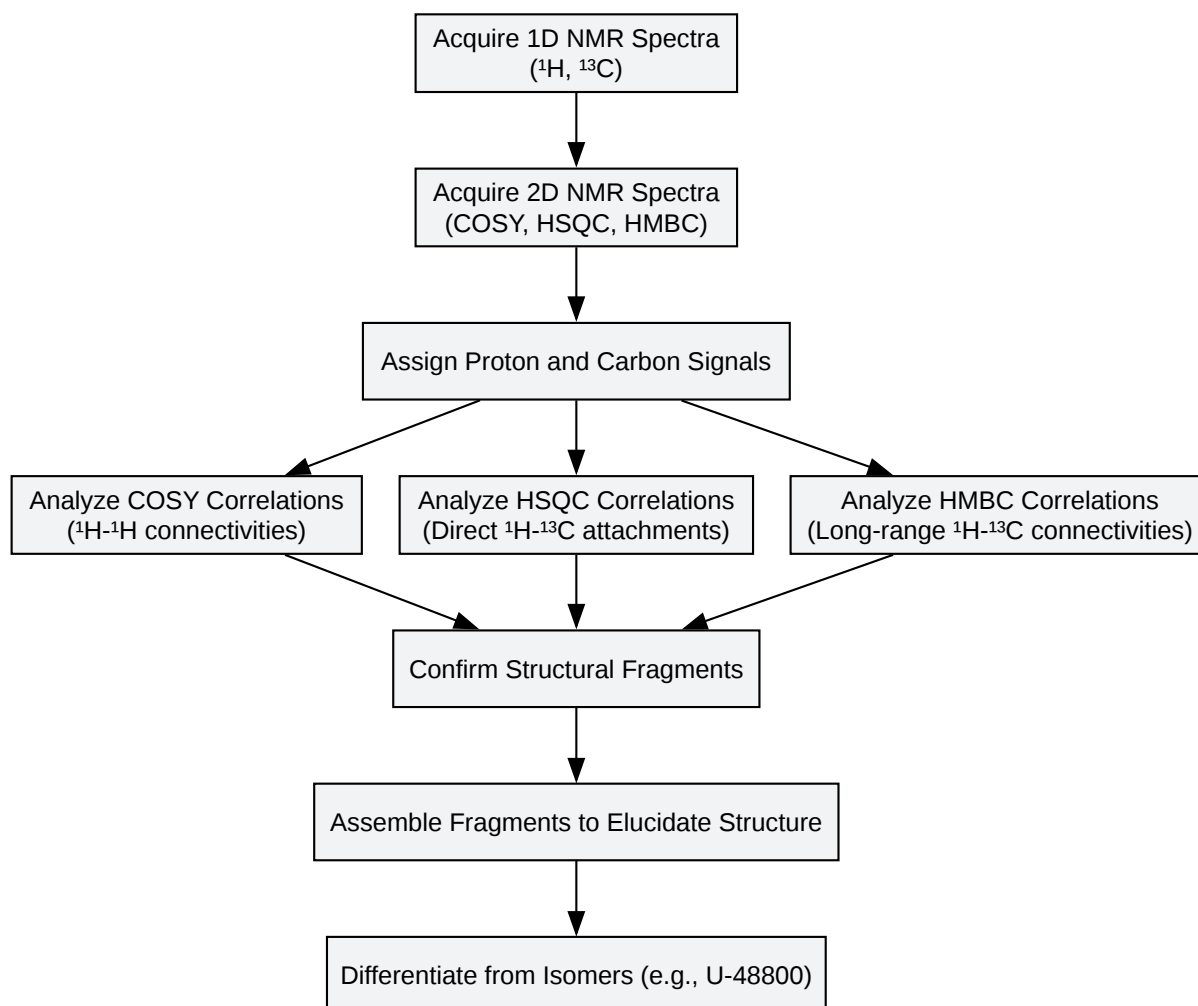 Acquire 1D NMR Spectra
(¹H, ¹³C)
Acquire 2D NMR Spectra
(COSY, HSQC, HMBC)
Assign Proton and Carbon Signals
Analyze COSY Correlations
(¹H-¹H connectivities)
Analyze HSQC Correlations
(Direct ¹H-¹³C attachments)
Analyze HMBC Correlations
(Long-range ¹H-¹³C connectivities)
Confirm Structural Fragments
Assemble Fragments to Elucidate Structure
Differentiate from Isomers (e.g., U-48800)